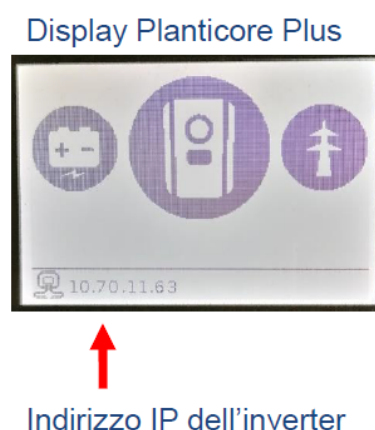 Display Planticore Plus
+ -
10.70.11.63
Indirizzo IP dell’inverter